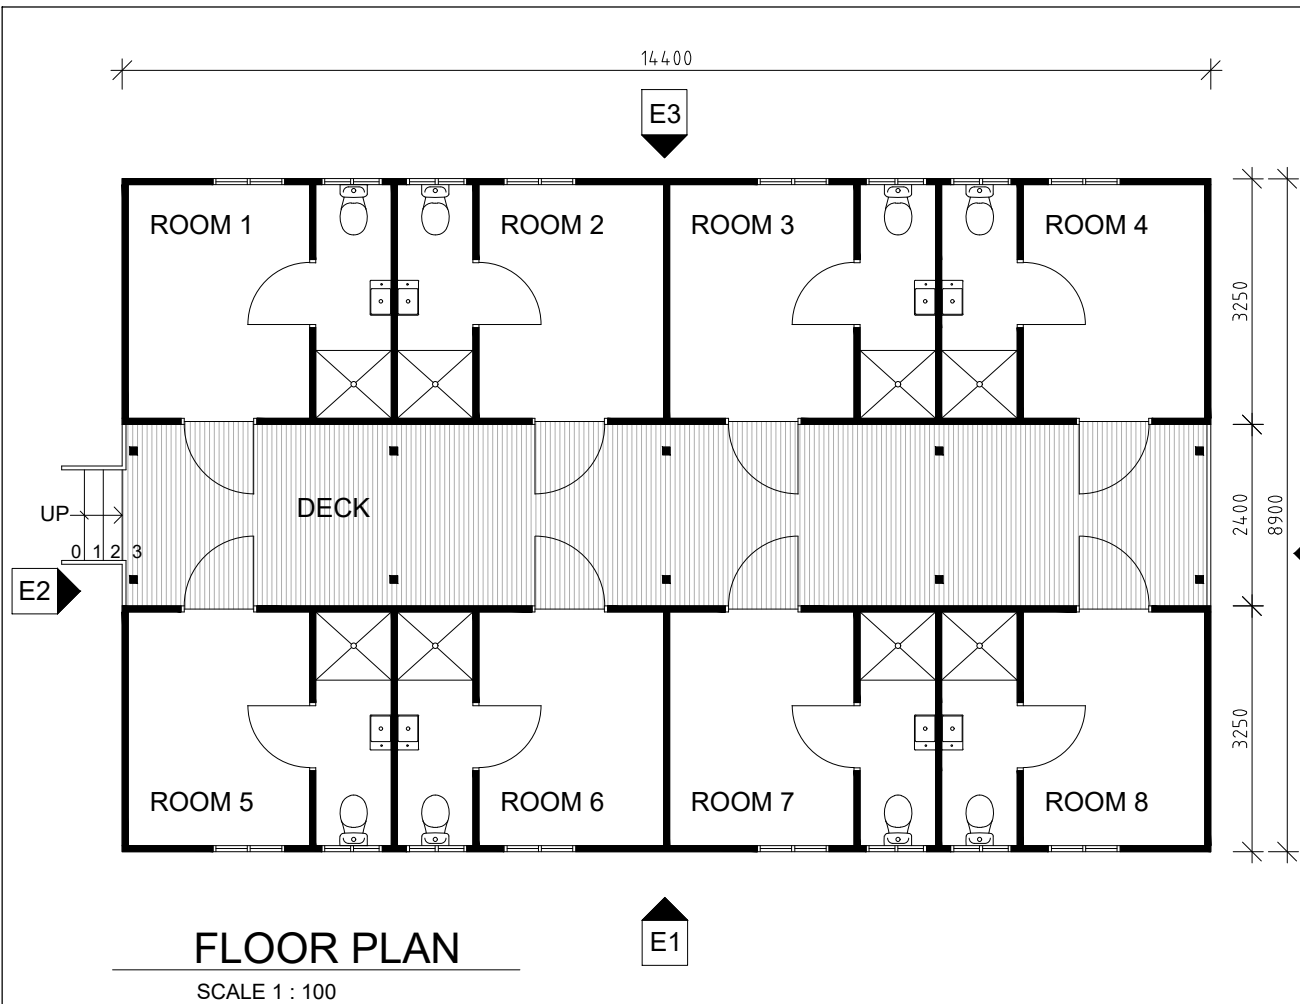 14400
E3
ROOM 1
ROOM 2
ROOM 3
ROOM 4
3250
UP
DECK
2400
8900
0 1 2 3
E2
3250
ROOM 5
ROOM 6
ROOM 7
ROOM 8
E1
FLOOR PLAN
SCALE 1 : 100